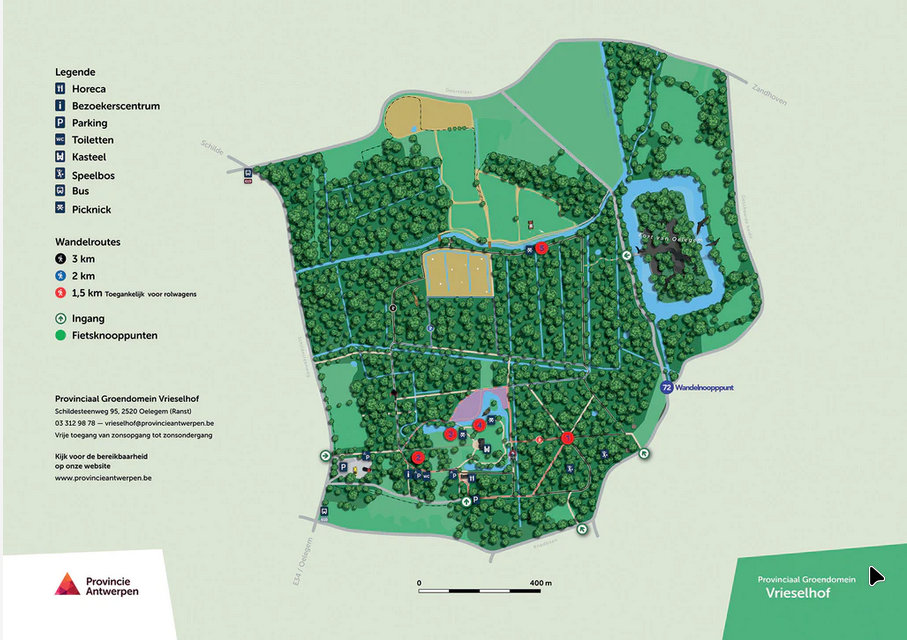 Legende
Horeca
Bezoekerscentrum
Parking
Toiletten
Kasteel
Speelbos
Bus
Picknick
Wandelroutes
3 km
2 km
1,5 km Toegankelijk voor rolwagens
Ingang
Fietsknooppunten
Provinciaal Groendomein Vrieselhof
Schildesteenweg 95, 2520 Oelegem (Ranst)
03 312 98 78 — vrieselhof@provincieantwerpen.be
Vrije toegang van zonsopgang tot zonsondergang
Kijk voor de bereikbaarheid
op onze website
www.provincieantwerpen.be
Schilde
Zandhoven
Fort van Oelegem
72 Wandelnoopppunt
E34 / Oelegem
0 400 m
Provincie
Antwerpen
Provinciaal Groendomein
Vrieselhof